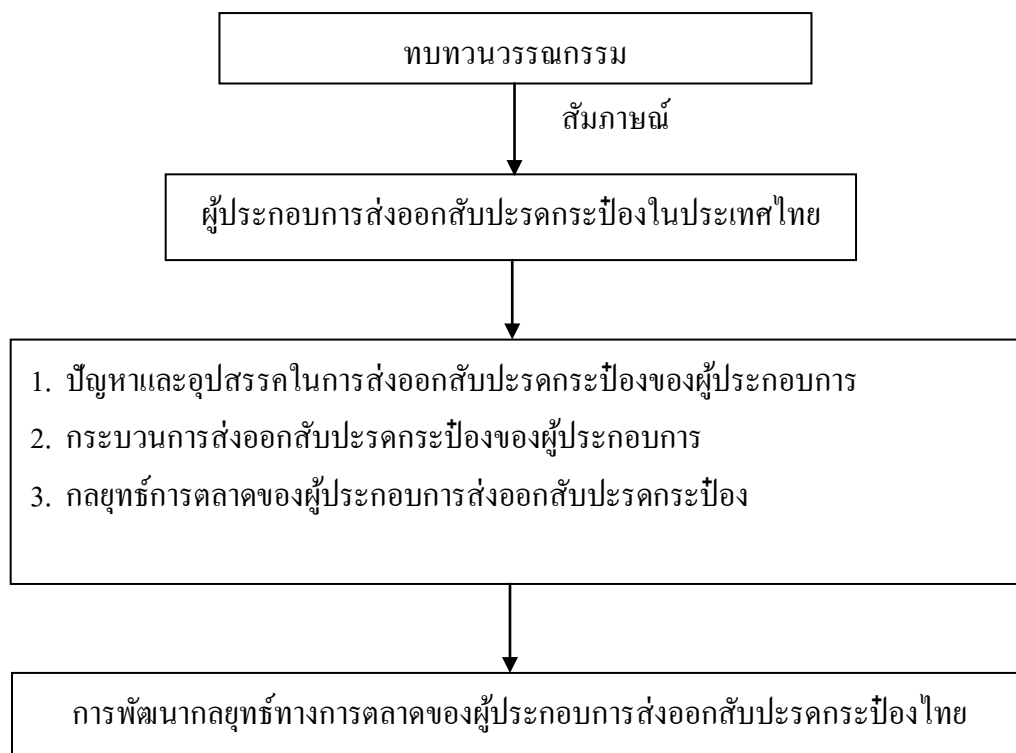 ทบทวนวรรณกรรม
สัมภาษณ์
ผู้ประกอบการส่งออกสับปะรดกระป๋องในประเทศไทย
1. ปัญหาและอุปสรรคในการส่งออกสับปะรดกระป๋องของผู้ประกอบการ
2. กระบวนการส่งออกสับปะรดกระป๋องของผู้ประกอบการ
3. กลยุทธ์การตลาดของผู้ประกอบการส่งออกสับปะรดกระป๋อง
การพัฒนากลยุทธ์ทางการตลาดของผู้ประกอบการส่งออกสับปะรดกระป๋องไทย